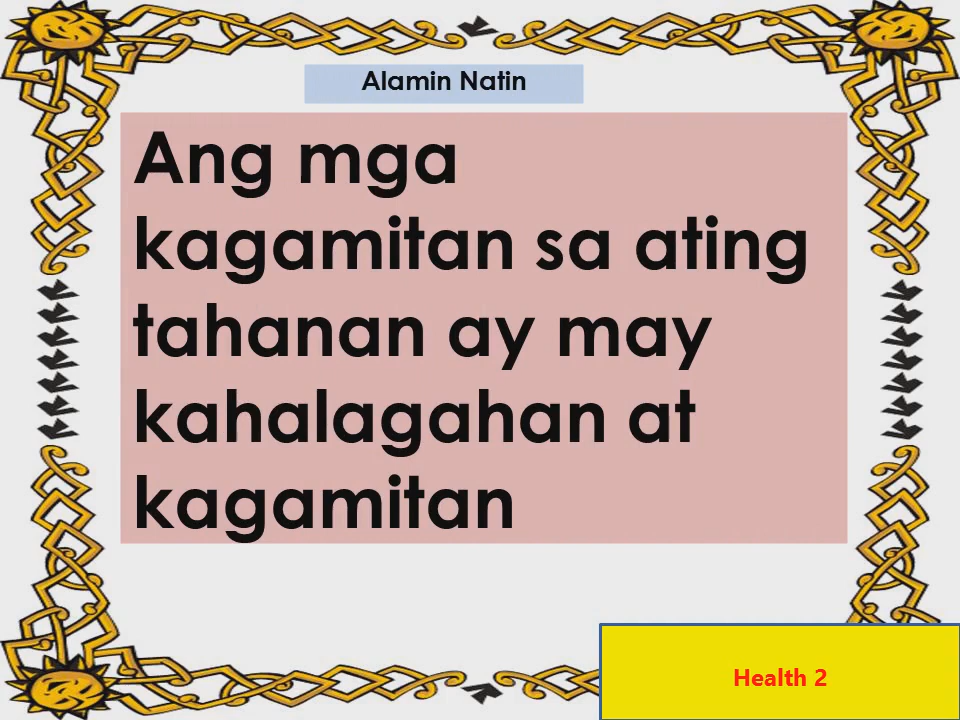 Alamin Natin
Ang mga
kagamitan sa ating
tahanan ay may
kahalagahan at
kagamitan
Health 2